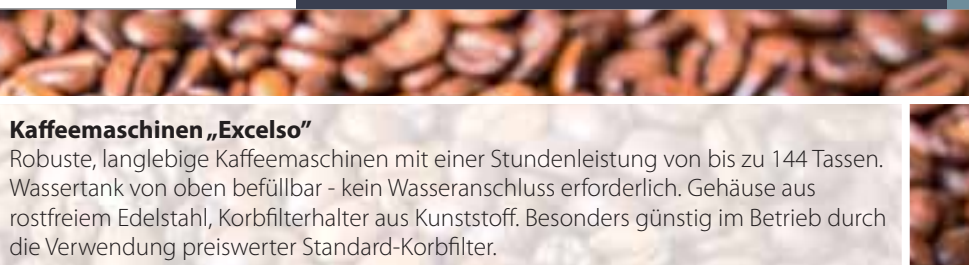 Kaffeemaschinen „Excelso”
Robuste, langlebige Kaffeemaschinen mit einer Stundenleistung von bis zu 144 Tassen.
Wassertank von oben befüllbar - kein Wasseranschluss erforderlich. Gehäuse aus
rostfreiem Edelstahl, Korbfilterhalter aus Kunststoff. Besonders günstig im Betrieb durch
die Verwendung preiswerter Standard-Korbfilter.